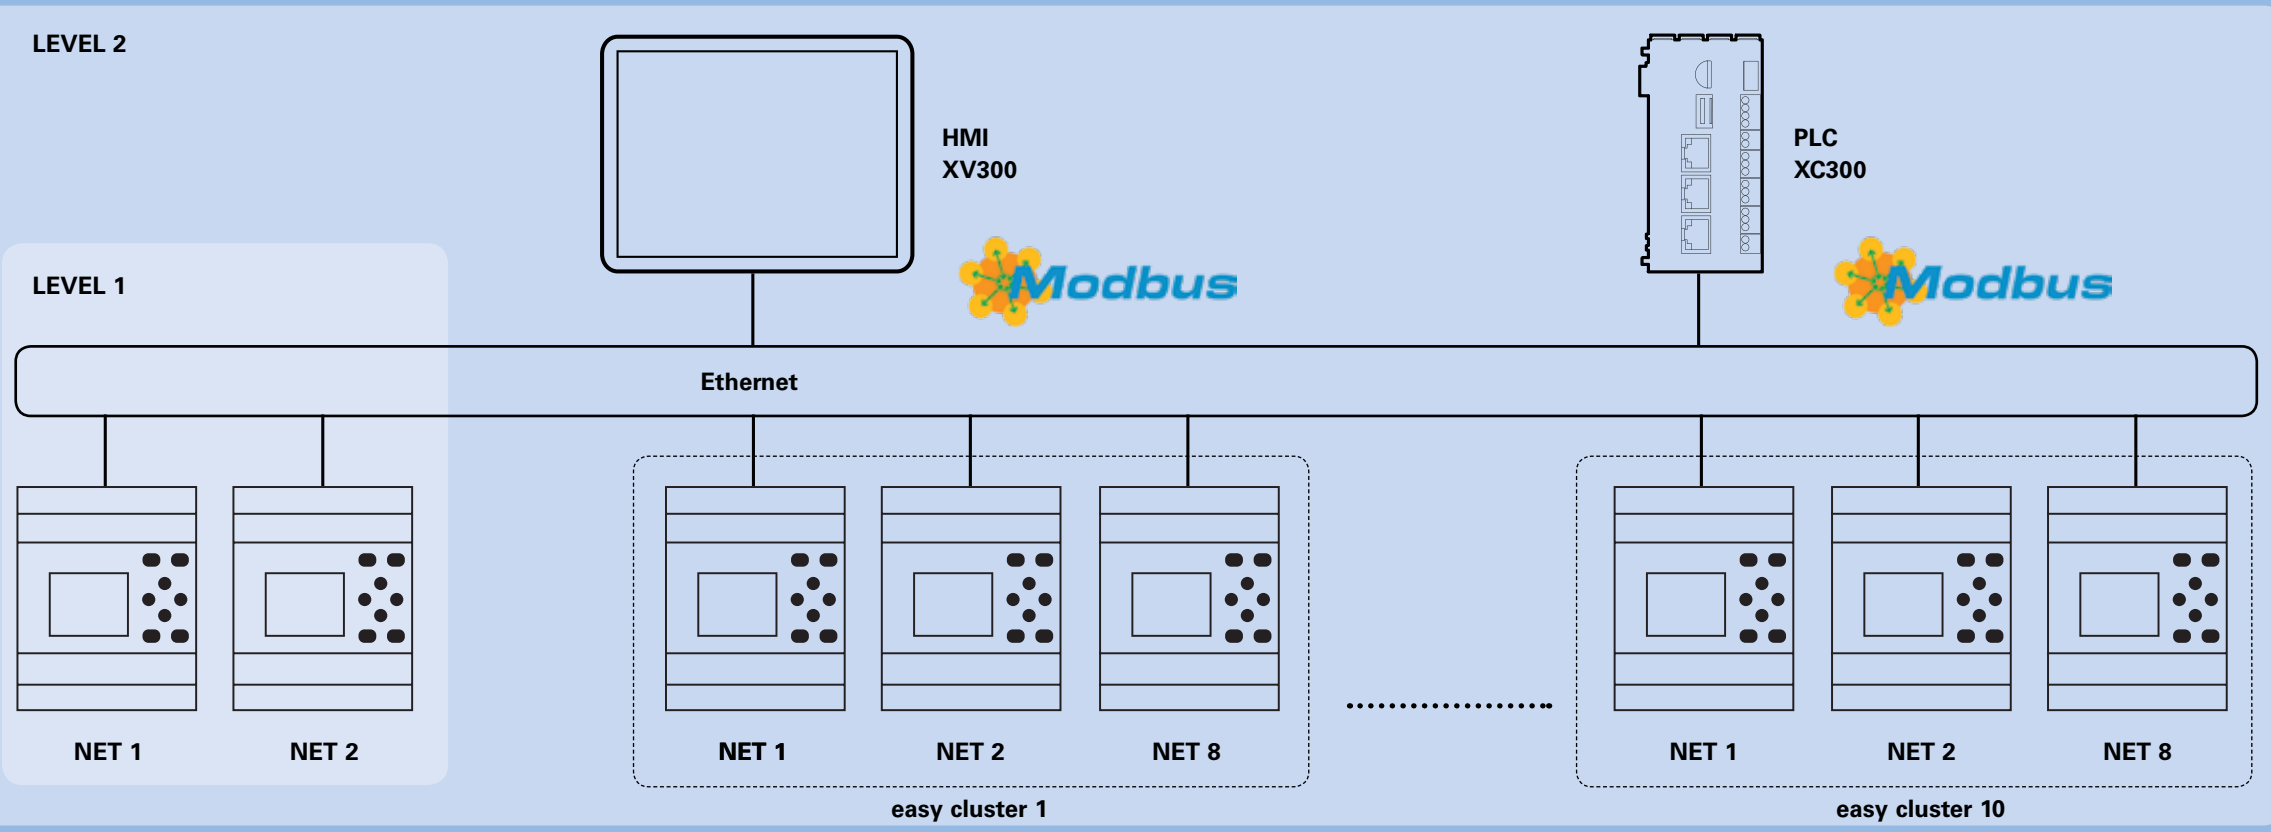 LEVEL 2
HMI
XV300
PLC
XC300
Modbus
Modbus
LEVEL 1
Ethernet
NET 1
NET 2
NET 1
NET 2
NET 8
NET 1
NET 2
NET 8
easy cluster 1
easy cluster 10